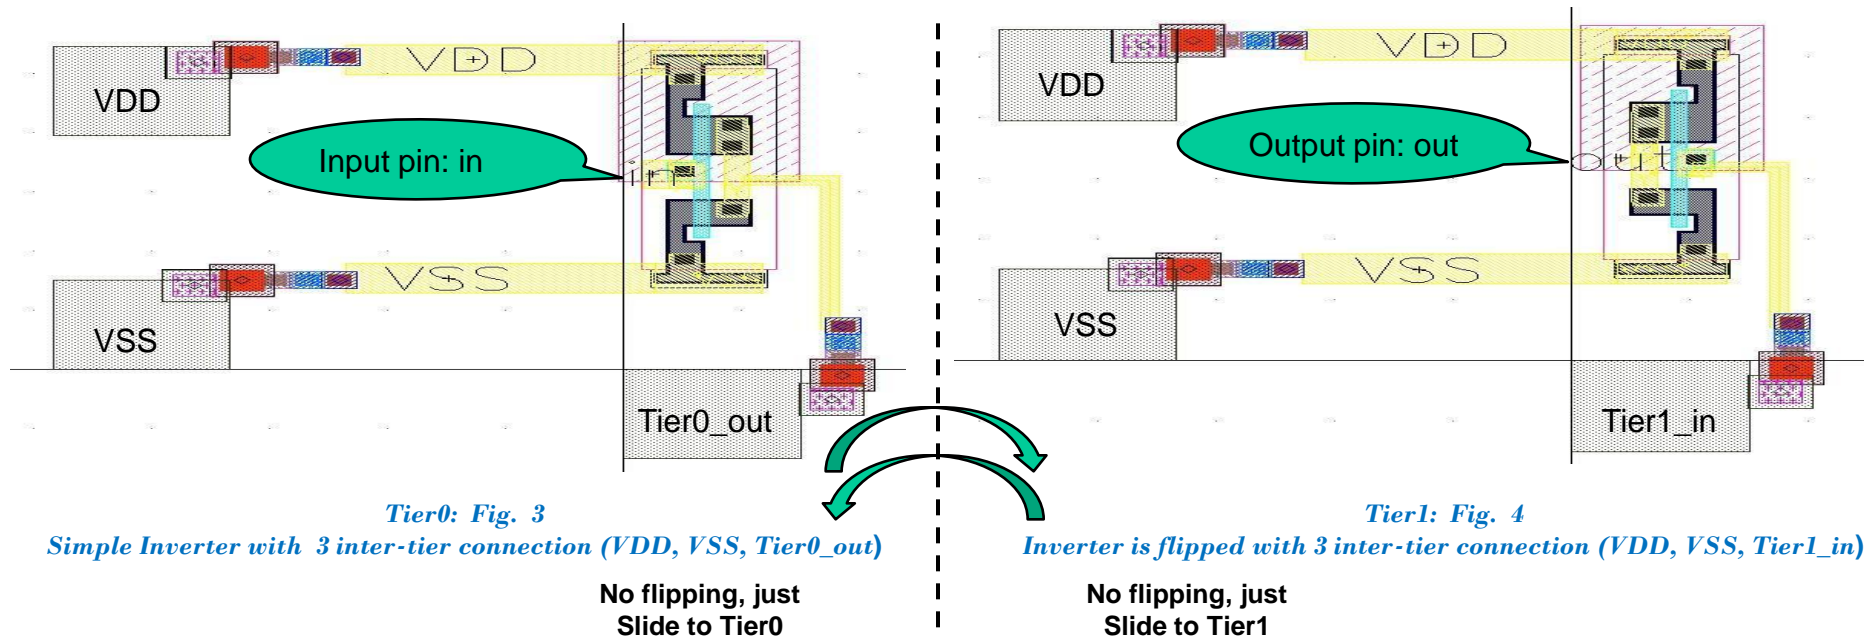 VDD
VDD
Input pin: in
in
VSS
VSS
Tier0_out
Tier0: Fig. 3
Simple Inverter with 3 inter-tier connection (VDD, VSS, Tier0_out)
No flipping, just
Slide to Tier0
VDD
VDD
Output pin: out
out
VSS
VSS
Tier1_in
Tier1: Fig. 4
Inverter is flipped with 3 inter-tier connection (VDD, VSS, Tier1_in)
No flipping, just
Slide to Tier1